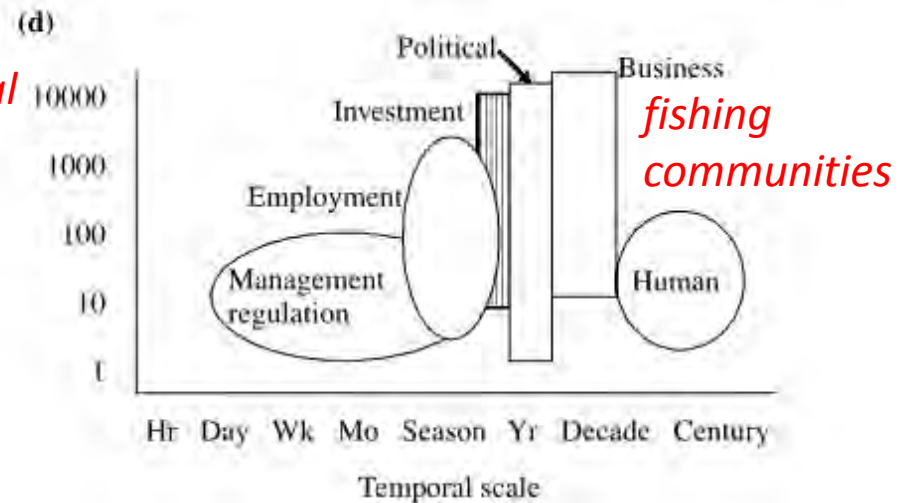 (d)
al
Political
Business
10000
fishing
Investment
1000
communities
Employment
100
Management
Human
10
regulation
1
Hr Day Wk Mo Season Yr Decade Century
Temporal scale